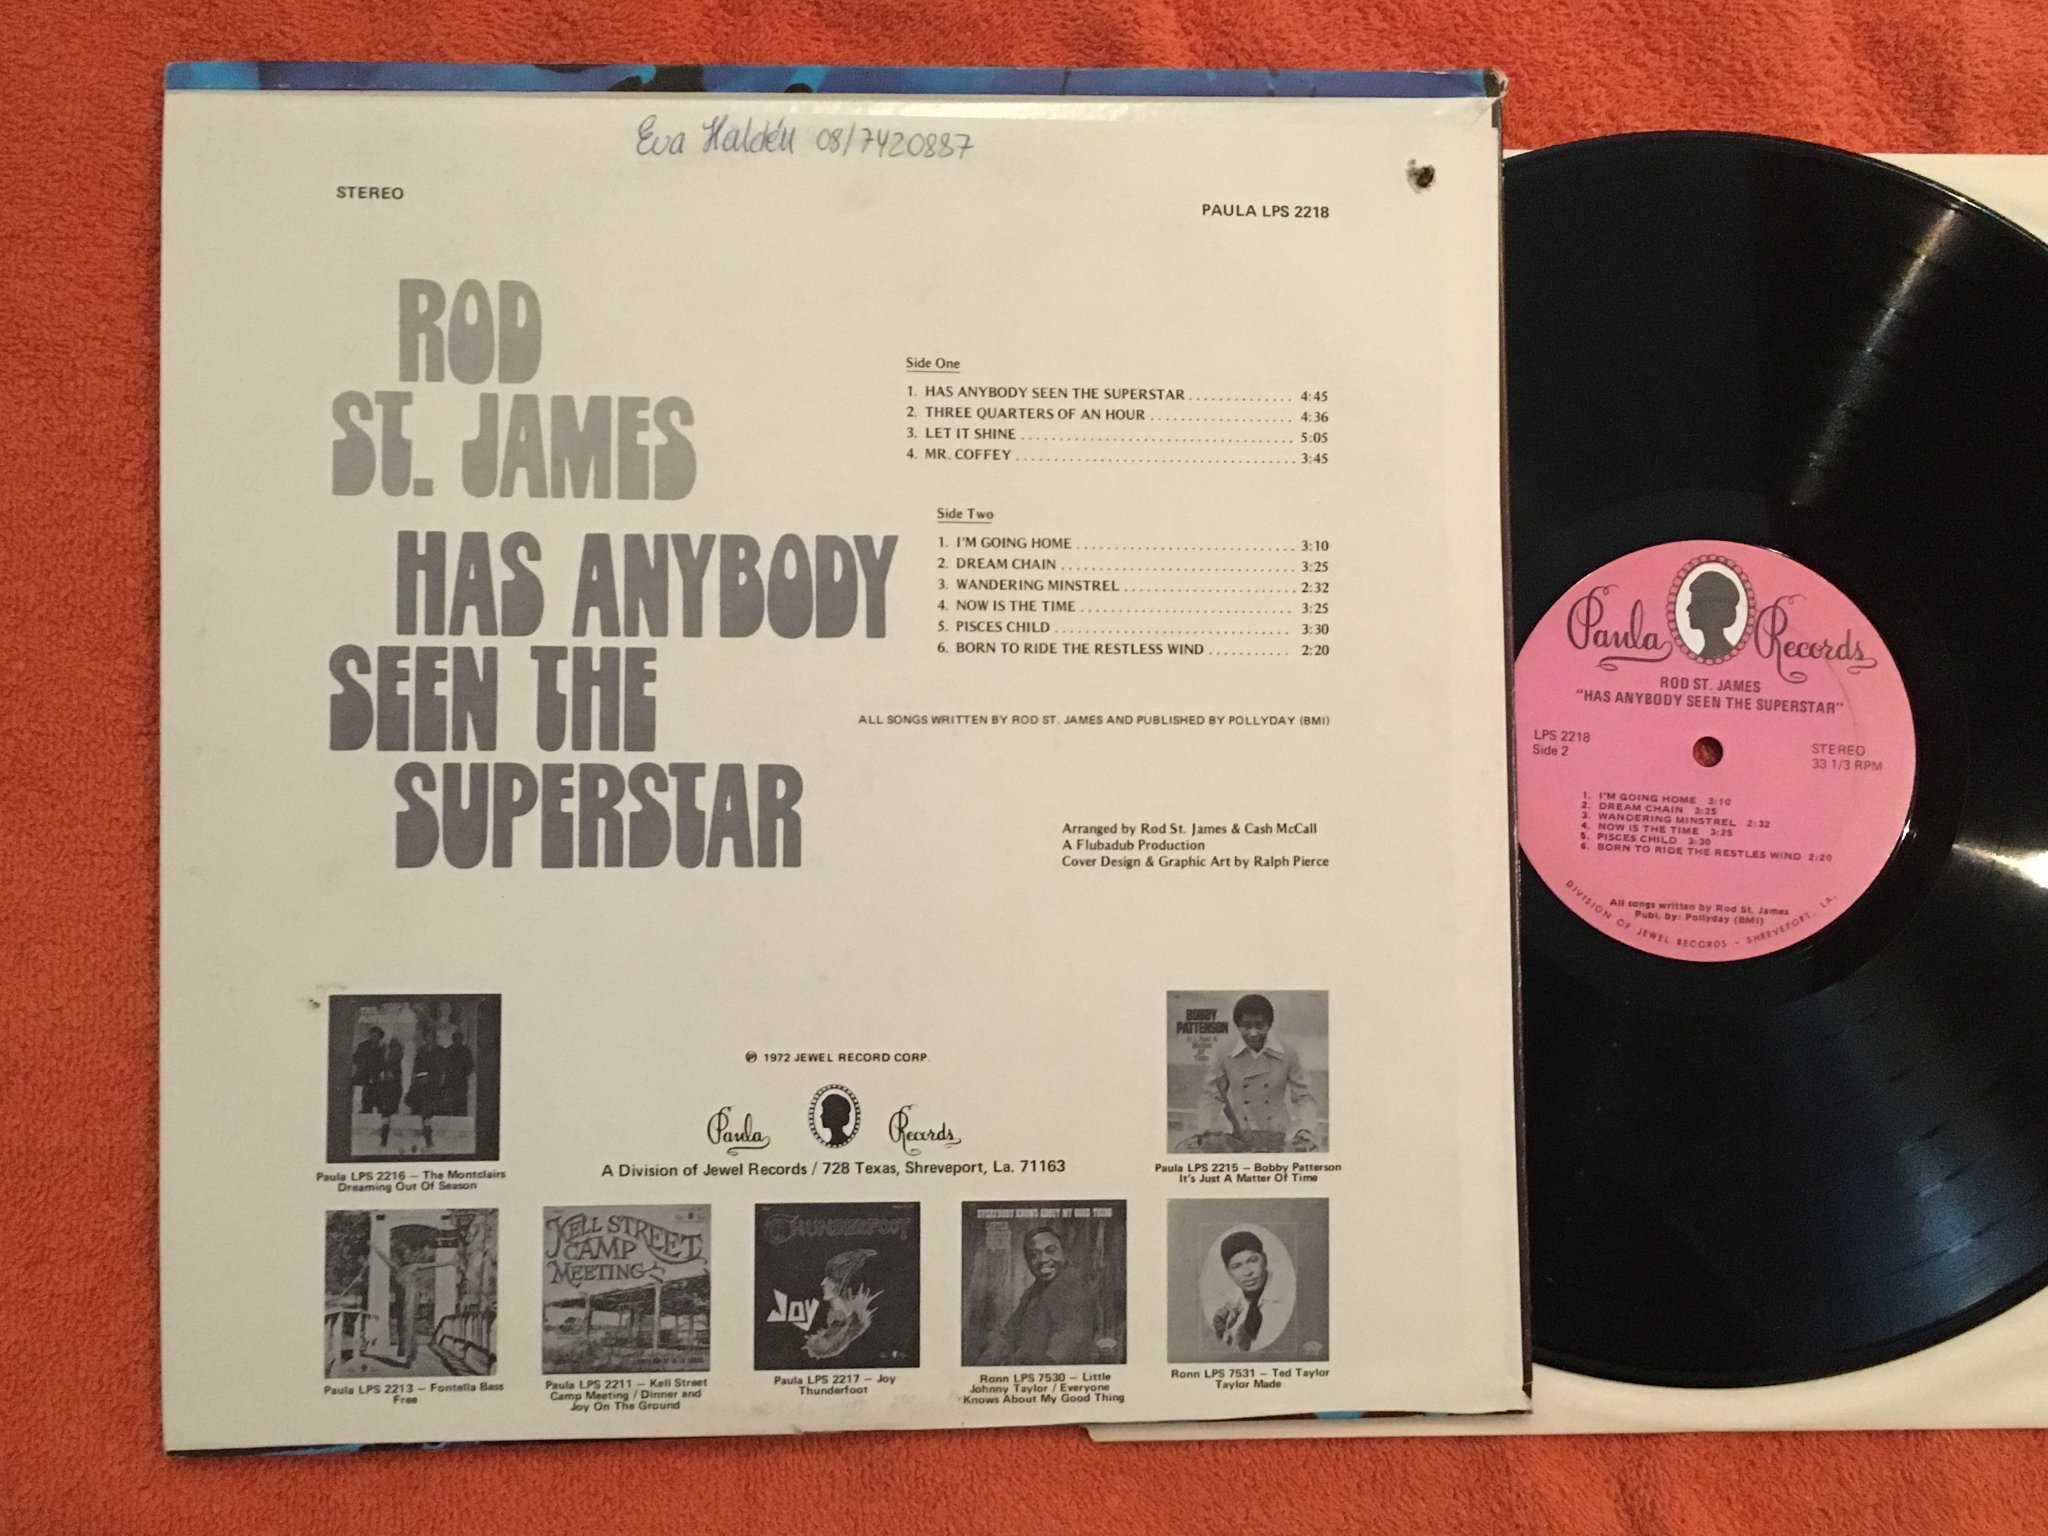 Eva Haldén 08/7420887
STEREO
PAULA LPS 2218
ROD
ST. JAMES
HAS ANYBODY
SEEN THE
SUPERSTAR
Side One
1. HAS ANYBODY SEEN THE SUPERSTAR .............. 4:45
2. THREE QUARTERS OF AN HOUR ................... 4:36
3. LET IT SHINE .................................... 5:05
4. MR. COFFEY ..................................... 3:45
Side Two
1. I'M GOING HOME ............................. 3:10
2. DREAM CHAIN ............................... 3:25
3. WANDERING MINSTREL ....................... 2:32
4. NOW IS THE TIME ............................ 3:25
5. PISCES CHILD ............................... 3:30
6. BORN TO RIDE THE RESTLESS WIND ........... 2:20
ALL SONGS WRITTEN BY ROD ST. JAMES AND PUBLISHED BY POLLYDAY (BMI)
Arranged by Rod St. James & Cash McCall
A Flubadub Production
Cover Design & Graphic Art by Ralph Pierce
℗ 1972 JEWEL RECORD CORP.
Paula Records
A Division of Jewel Records / 728 Texas, Shreveport, La. 71163
Paula LPS 2216 – The Montclairs
Dreaming Out Of Season
BOBBY
PATTERSON
It's Just A
Matter
Of
Time
Paula LPS 2215 – Bobby Patterson
It's Just A Matter Of Time
Paula LPS 2213 – Fontella Bass
Free
KELL STREET
CAMP
MEETING
Paula LPS 2211 – Kell Street
Camp Meeting / Dinner and
Joy On The Ground
THUNDERFOOT
JOY
Paula LPS 2217 – Joy
Thunderfoot
EVERYBODY KNOWS ABOUT MY GOOD THING
Ronn LPS 7530 – Little
Johnny Taylor / Everyone
Knows About My Good Thing
Ronn LPS 7531 – Ted Taylor
Taylor Made
Paula Records
ROD ST. JAMES
"HAS ANYBODY SEEN THE SUPERSTAR"
LPS 2218
Side 2
STEREO
33 1/3 RPM
1. I'M GOING HOME 3:10
2. DREAM CHAIN 3:25
3. WANDERING MINSTREL 2:32
4. NOW IS THE TIME 3:25
5. PISCES CHILD 3:30
6. BORN TO RIDE THE RESTLES WIND 2:20
All songs written by Rod St. James
Publ. by: Pollyday (BMI)
DIVISION OF JEWEL RECORDS - SHREVEPORT, LA.